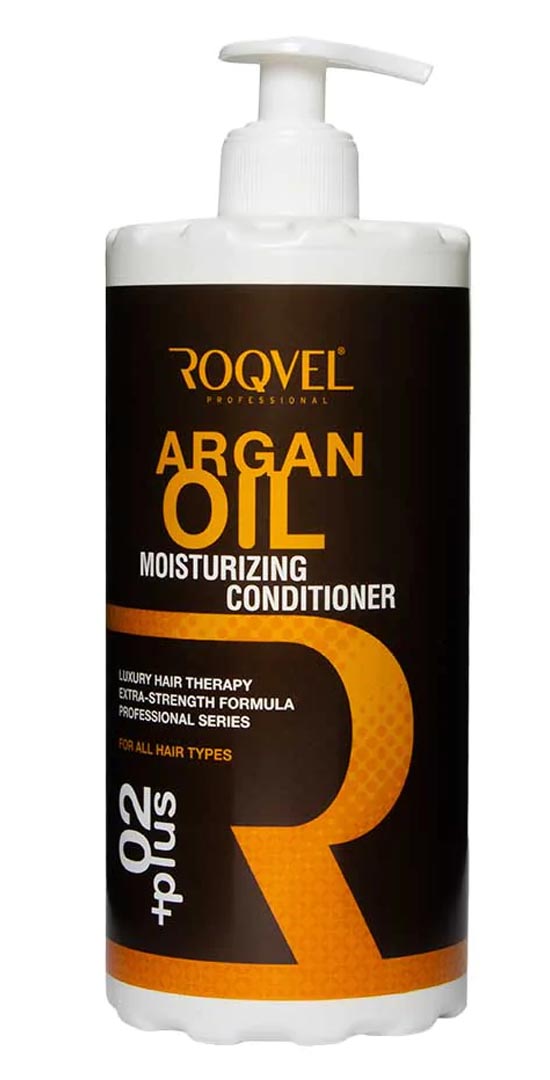 ROQVEL®
PROFESSIONAL
ARGAN
OIL
MOISTURIZING
CONDITIONER
LUXURY HAIR THERAPY
EXTRA-STRENGTH FORMULA
PROFESSIONAL SERIES
FOR ALL HAIR TYPES
02
+plus